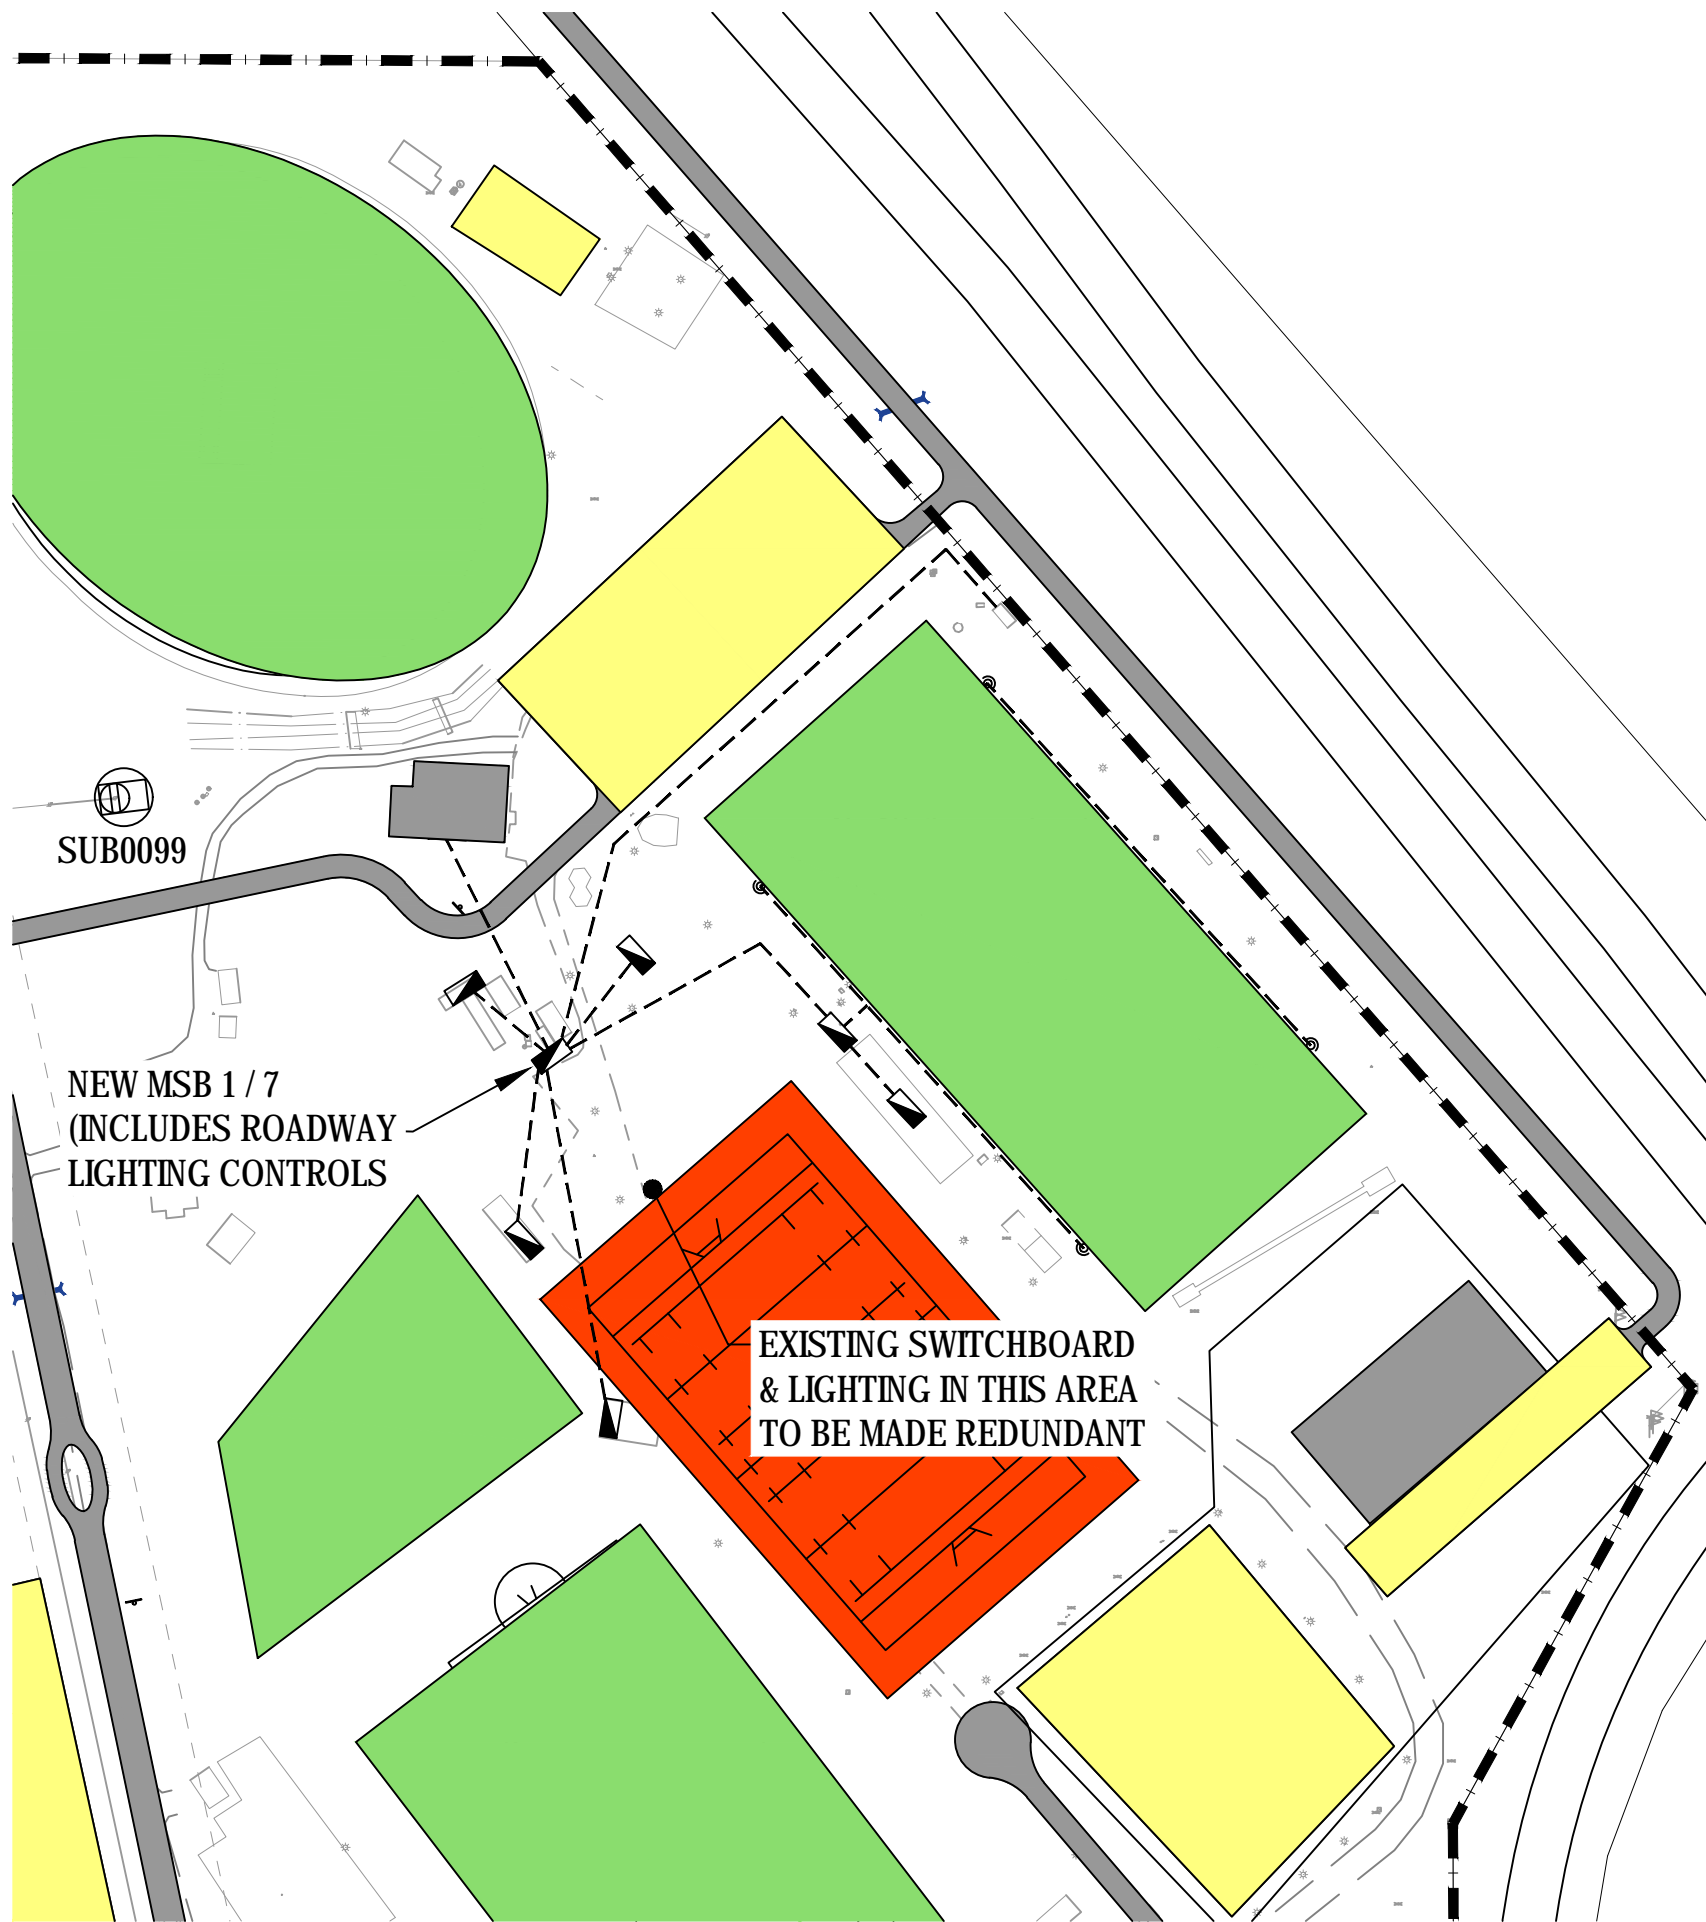 SUB0099
NEW MSB 1 / 7
(INCLUDES ROADWAY
LIGHTING CONTROLS
EXISTING SWITCHBOARD
& LIGHTING IN THIS AREA
TO BE MADE REDUNDANT